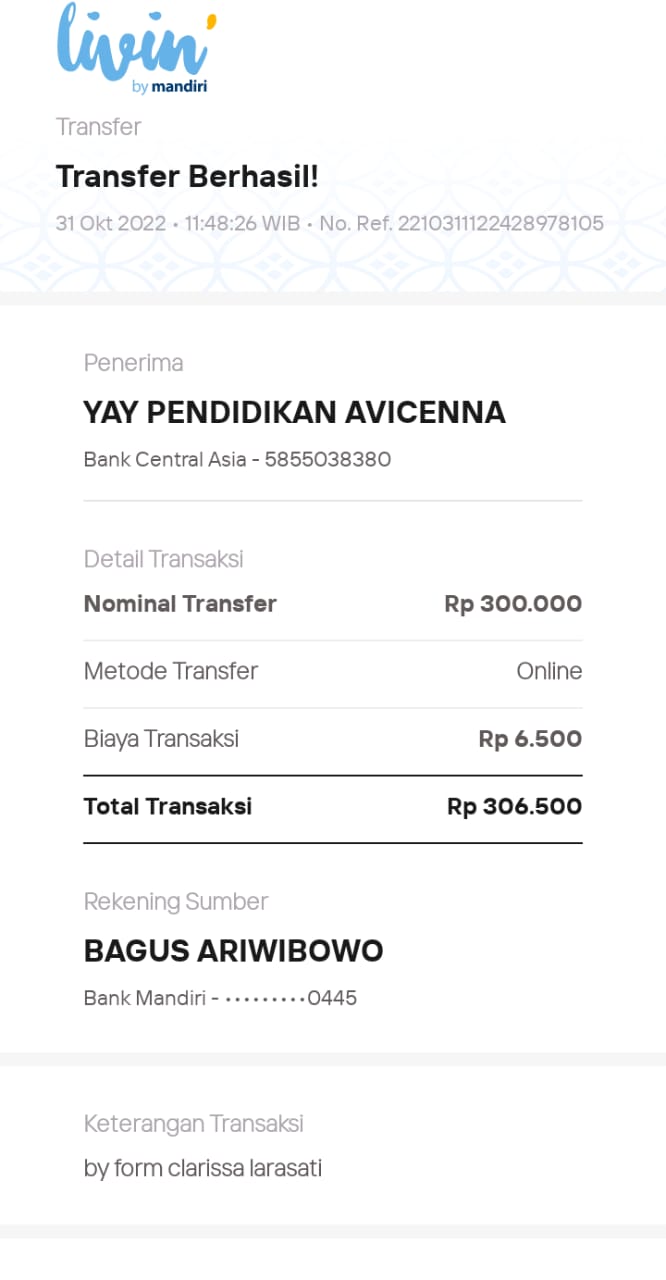 livin'
by mandiri
Transfer
Transfer Berhasil!
31 Okt 2022 • 11:48:26 WIB • No. Ref. 2210311122428978105
Penerima
YAY PENDIDIKAN AVICENNA
Bank Central Asia - 5855038380
Detail Transaksi
Nominal Transfer Rp 300.000
Metode Transfer Online
Biaya Transaksi Rp 6.500
Total Transaksi Rp 306.500
Rekening Sumber
BAGUS ARIWIBOWO
Bank Mandiri - •••••••••0445
Keterangan Transaksi
by form clarissa larasati